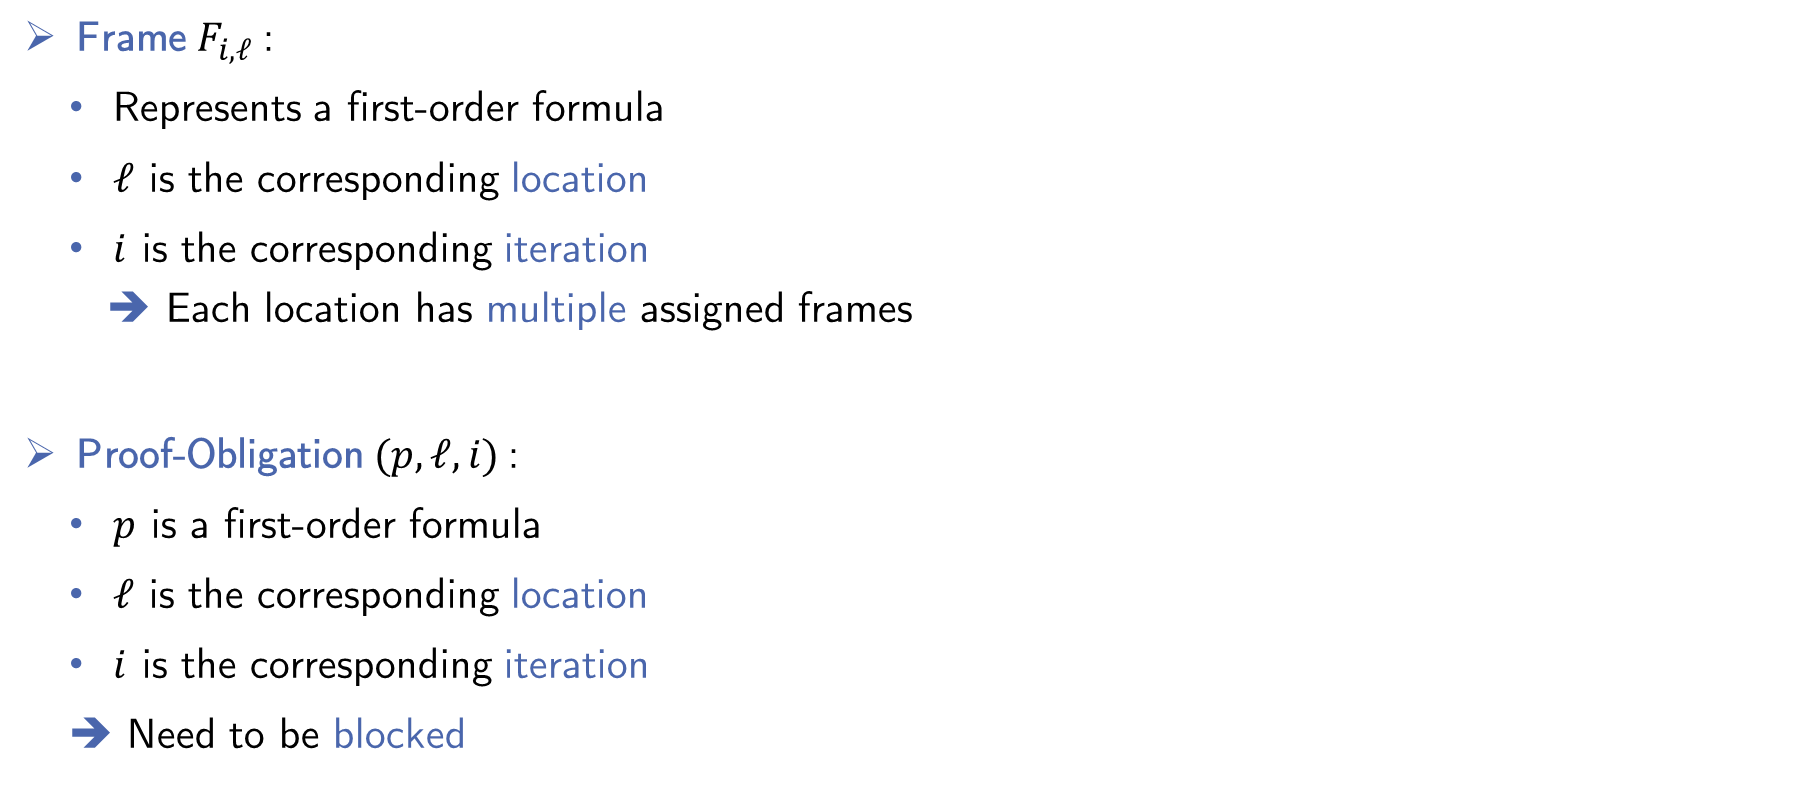 ➢ Frame F_{i,ℓ} :
• Represents a first-order formula
• ℓ is the corresponding location
• i is the corresponding iteration
➔ Each location has multiple assigned frames
➢ Proof-Obligation (p, ℓ, i) :
• p is a first-order formula
• ℓ is the corresponding location
• i is the corresponding iteration
➔ Need to be blocked